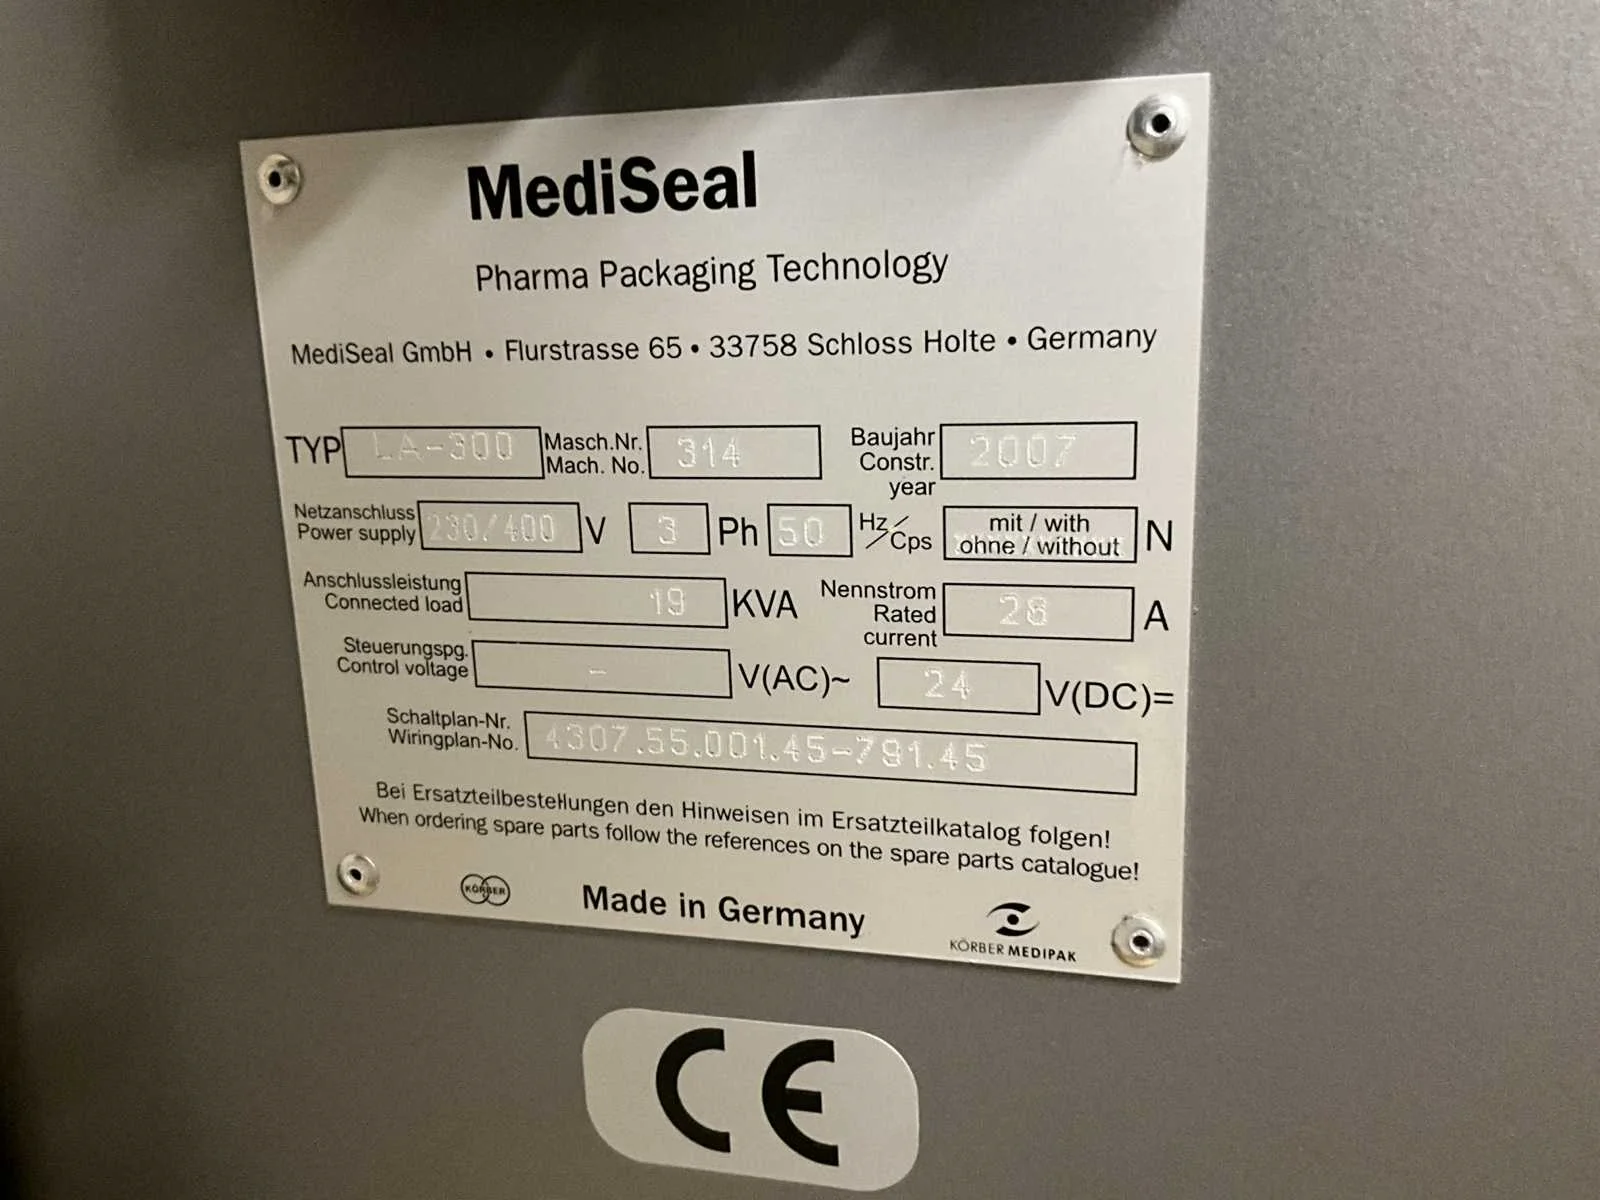 MediSeal
Pharma Packaging Technology
MediSeal GmbH • Flurstrasse 65 • 33758 Schloss Holte • Germany
TYP LA-300 Masch.Nr. Mach. No. 314 Baujahr Constr. year 2007
Netzanschluss Power supply 230/400 V 3 Ph 50 Hz/Cps mit / with ohne / without N
Anschlussleistung Connected load 19 KVA Nennstrom Rated current 28 A
Steuerungspg. Control voltage - V(AC)~ 24 V(DC)=
Schaltplan-Nr. Wiringplan-No. 4307.55.001.45-791.45
Bei Ersatzteilbestellungen den Hinweisen im Ersatzteilkatalog folgen!
When ordering spare parts follow the references on the spare parts catalogue!
KÖRBER Made in Germany KÖRBER MEDIPAK
CE